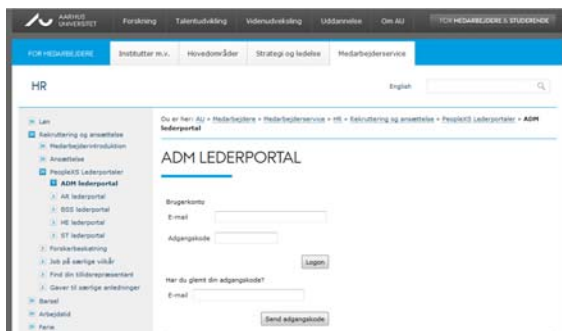 AARHUS
UNIVERSITET
Forskning
Talentudvikling
Videnudveksling
Uddannelse
Om AU
FOR MEDARBEJDERE & STUDERENDE
FOR MEDARBEJDERE
Institutter m.v.
Hovedområder
Strategi og ledelse
Medarbejderservice
HR
English
Løn
Rekruttering og ansættelse
Medarbejderintroduktion
Ansættelse
PeopleXS Lederportaler
ADM lederportal
AR lederportal
BSS lederportal
HE lederportal
ST lederportal
Forskerbeskatning
Job på særlige vilkår
Find din tillidsrepræsentant
Gaver til særlige anledninger
Barsel
Arbejdstid
Ferie
Du er her: AU » Medarbejdere » Medarbejderservice » HR » Rekruttering og ansættelse » PeopleXS Lederportaler » ADM
lederportal
ADM LEDERPORTAL
Brugerkonto
E-mail
Adgangskode
Logon
Har du glemt din adgangskode?
E-mail
Send adgangskode